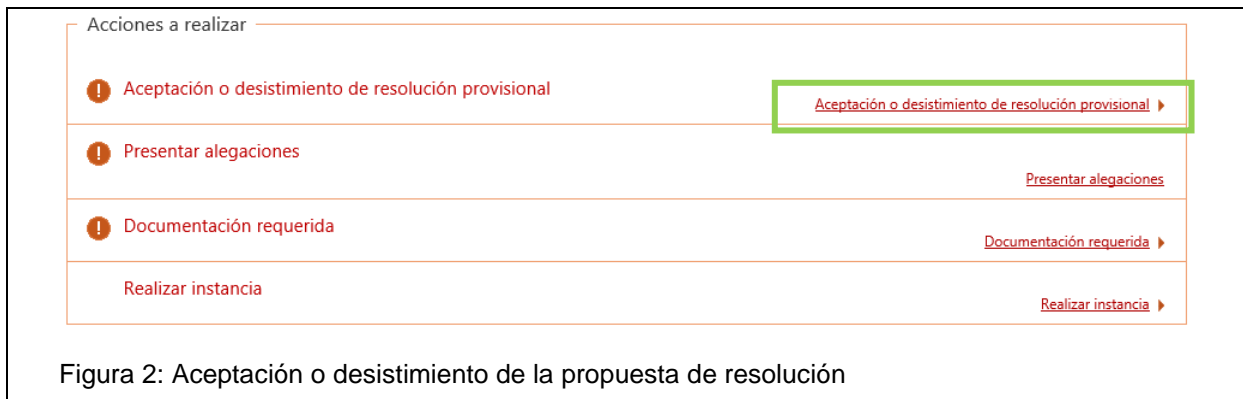 Acciones a realizar
Aceptación o desistimiento de resolución provisional
Aceptación o desistimiento de resolución provisional
Presentar alegaciones
Presentar alegaciones
Documentación requerida
Documentación requerida
Realizar instancia
Realizar instancia
Figura 2: Aceptación o desistimiento de la propuesta de resolución